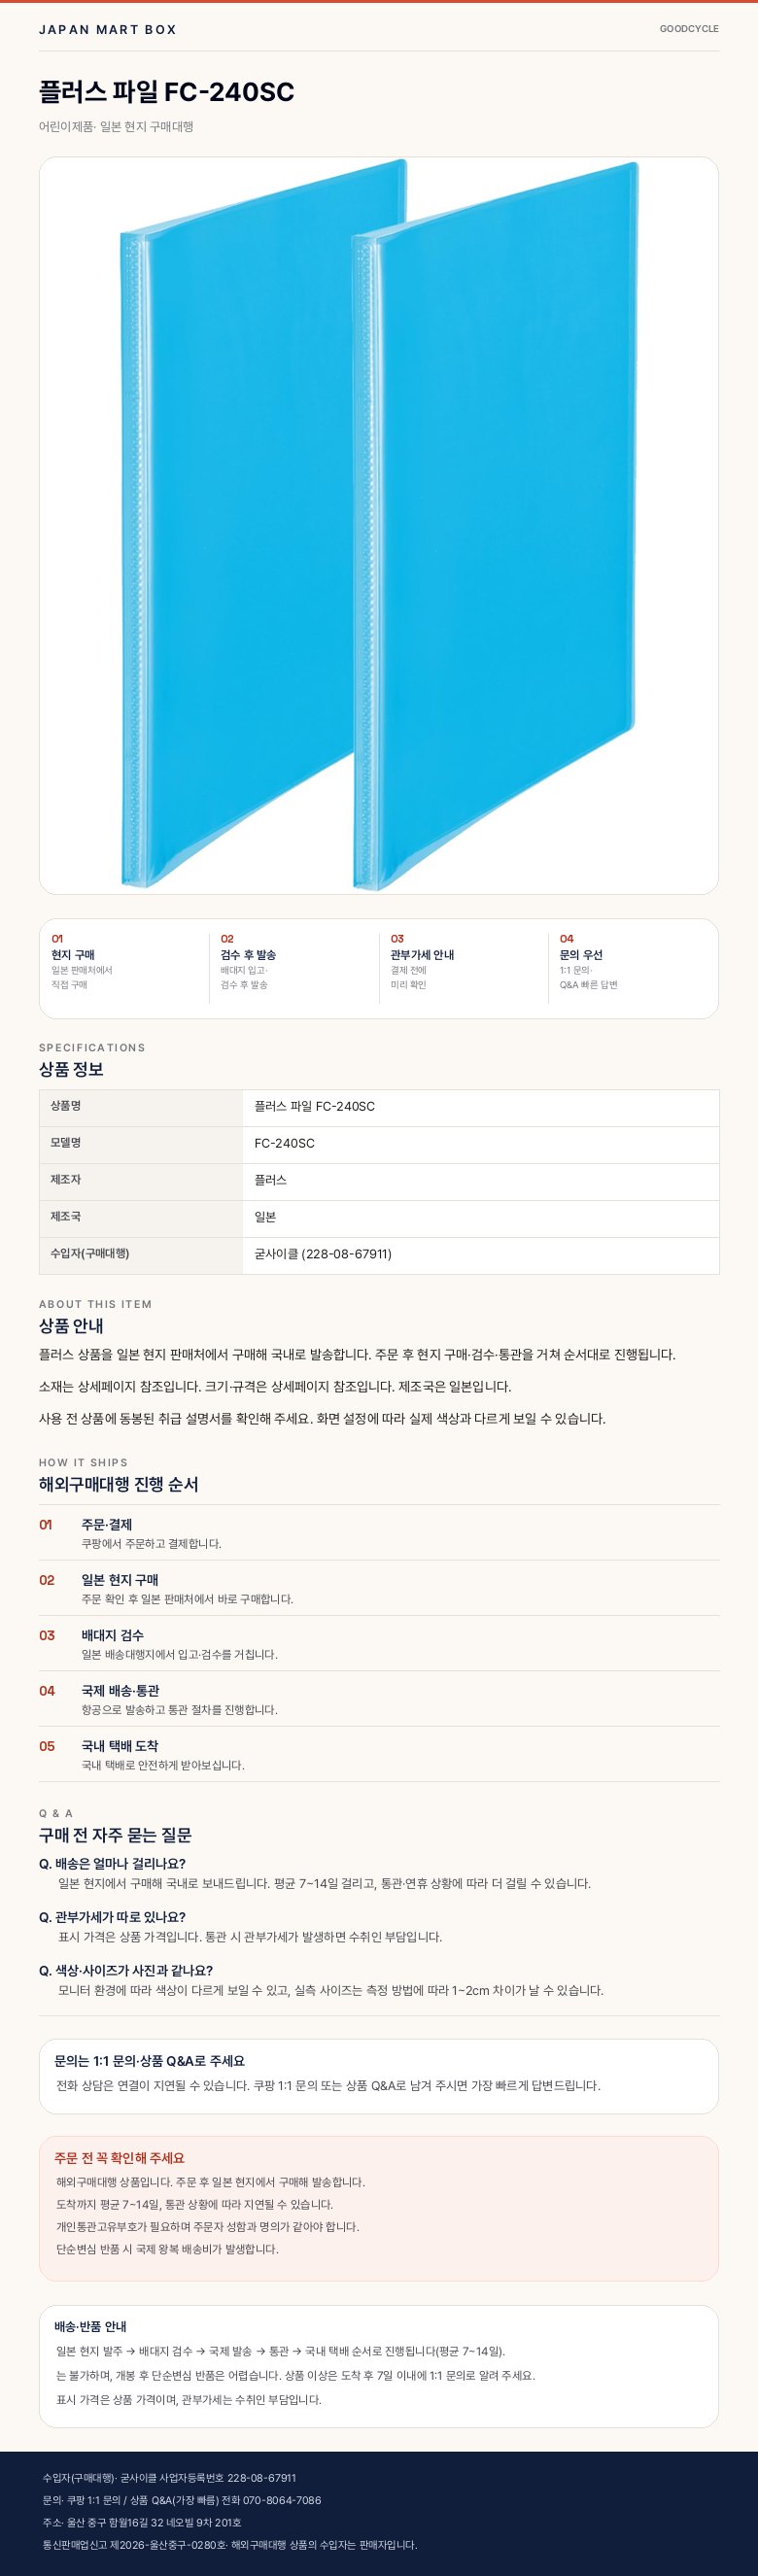 JAPAN MART BOX
GOODCYCLE
플러스 파일 FC-240SC
어린이제품· 일본 현지 구매대행
01
현지 구매
일본 판매처에서
직접 구매
02
검수 후 발송
배대지 입고·
검수 후 발송
03
관부가세 안내
결제 전에
미리 확인
04
문의 우선
1:1 문의·
Q&A 빠른 답변
SPECIFICATIONS
상품 정보
상품명 플러스 파일 FC-240SC
모델명 FC-240SC
제조자 플러스
제조국 일본
수입자(구매대행) 굳사이클 (228-08-67911)
ABOUT THIS ITEM
상품 안내
플러스 상품을 일본 현지 판매처에서 구매해 국내로 발송합니다. 주문 후 현지 구매·검수·통관을 거쳐 순서대로 진행됩니다.
소재는 상세페이지 참조입니다. 크기·규격은 상세페이지 참조입니다. 제조국은 일본입니다.
사용 전 상품에 동봉된 취급 설명서를 확인해 주세요. 화면 설정에 따라 실제 색상과 다르게 보일 수 있습니다.
HOW IT SHIPS
해외구매대행 진행 순서
01 주문·결제
쿠팡에서 주문하고 결제합니다.
02 일본 현지 구매
주문 확인 후 일본 판매처에서 바로 구매합니다.
03 배대지 검수
일본 배송대행지에서 입고·검수를 거칩니다.
04 국제 배송·통관
항공으로 발송하고 통관 절차를 진행합니다.
05 국내 택배 도착
국내 택배로 안전하게 받아보십니다.
Q & A
구매 전 자주 묻는 질문
Q. 배송은 얼마나 걸리나요?
일본 현지에서 구매해 국내로 보내드립니다. 평균 7~14일 걸리고, 통관·연휴 상황에 따라 더 걸릴 수 있습니다.
Q. 관부가세가 따로 있나요?
표시 가격은 상품 가격입니다. 통관 시 관부가세가 발생하면 수취인 부담입니다.
Q. 색상·사이즈가 사진과 같나요?
모니터 환경에 따라 색상이 다르게 보일 수 있고, 실측 사이즈는 측정 방법에 따라 1~2cm 차이가 날 수 있습니다.
문의는 1:1 문의·상품 Q&A로 주세요
전화 상담은 연결이 지연될 수 있습니다. 쿠팡 1:1 문의 또는 상품 Q&A로 남겨 주시면 가장 빠르게 답변드립니다.
주문 전 꼭 확인해 주세요
해외구매대행 상품입니다. 주문 후 일본 현지에서 구매해 발송합니다.
도착까지 평균 7~14일, 통관 상황에 따라 지연될 수 있습니다.
개인통관고유부호가 필요하며 주문자 성함과 명의가 같아야 합니다.
단순변심 반품 시 국제 왕복 배송비가 발생합니다.
배송·반품 안내
일본 현지 발주 → 배대지 검수 → 국제 발송 → 통관 → 국내 택배 순서로 진행됩니다(평균 7~14일).
는 불가하며, 개봉 후 단순변심 반품은 어렵습니다. 상품 이상은 도착 후 7일 이내에 1:1 문의로 알려 주세요.
표시 가격은 상품 가격이며, 관부가세는 수취인 부담입니다.
수입자(구매대행)· 굳사이클 사업자등록번호 228-08-67911
문의· 쿠팡 1:1 문의 / 상품 Q&A(가장 빠름) 전화 070-8064-7086
주소· 울산 중구 함월16길 32 네오빌 9차 201호
통신판매업신고 제2026-울산중구-0280호· 해외구매대행 상품의 수입자는 판매자입니다.